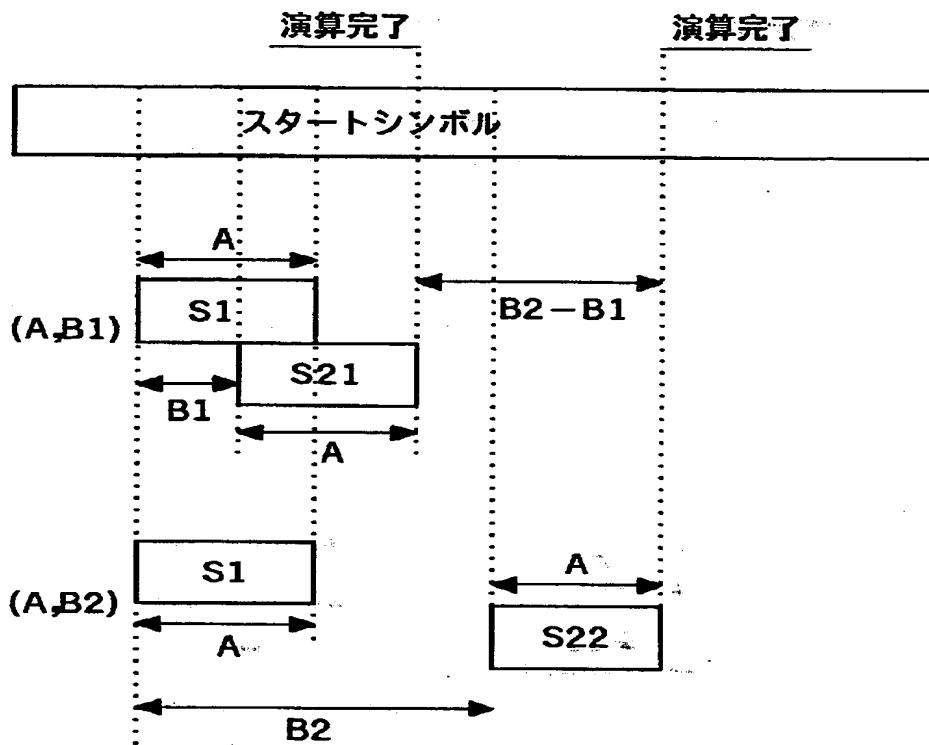 演算完了 演算完了
スタートシンボル
A
S1
B2－B1
(A,B1)
S21
B1
A
S1
A
(A,B2)
S22
A
B2